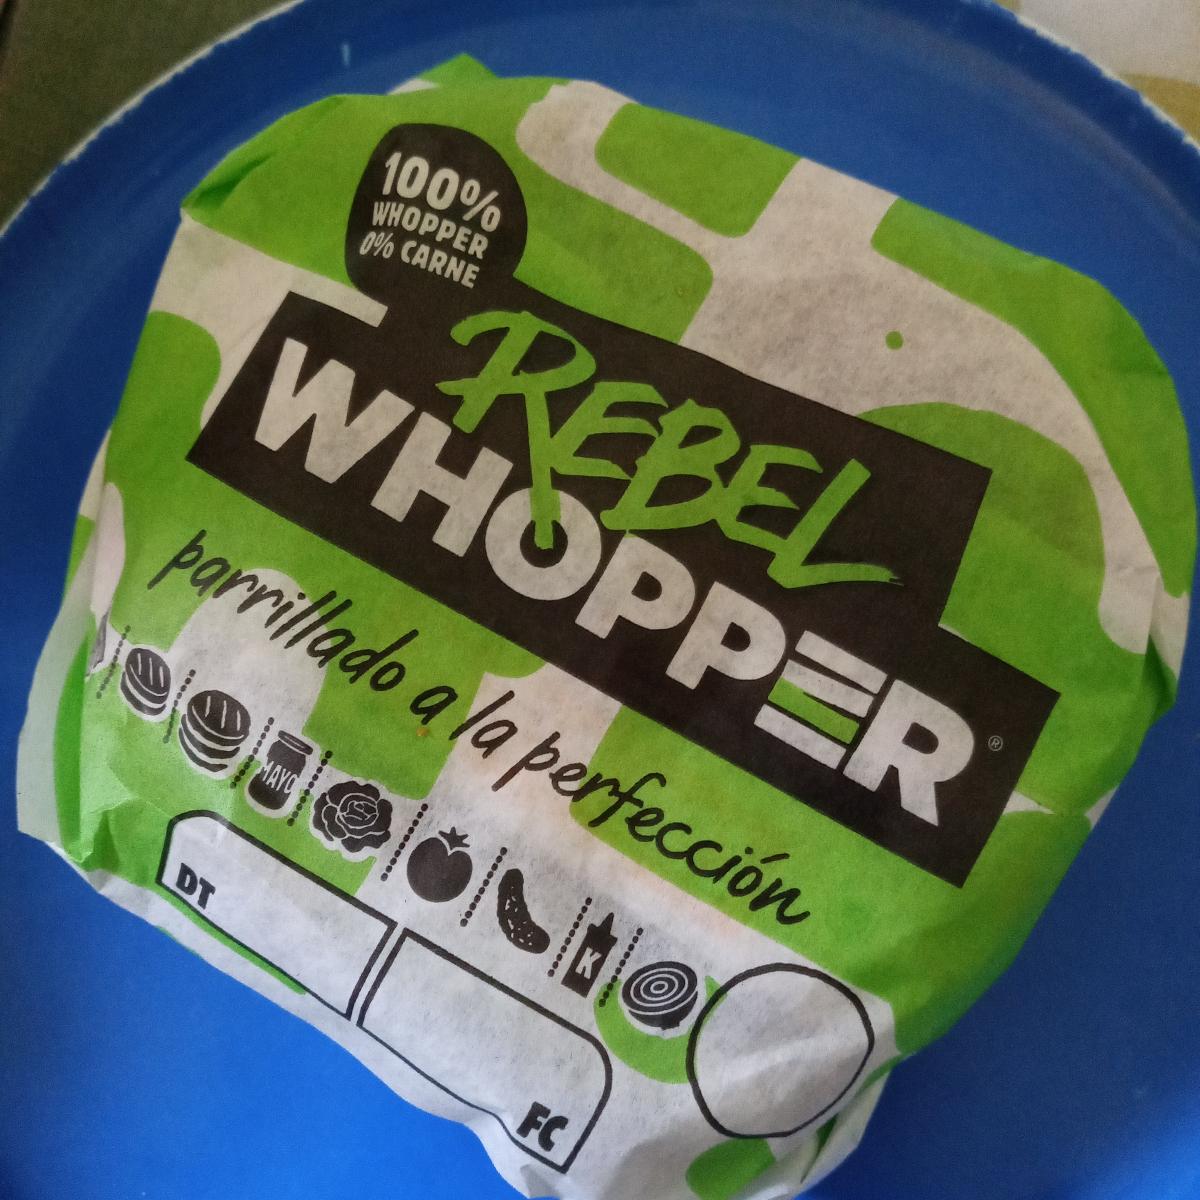 100%
WHOPPER
0% CARNE
REBEL
WHOPPER®
parrillado a la perfección
MAYO
K
DT
FC